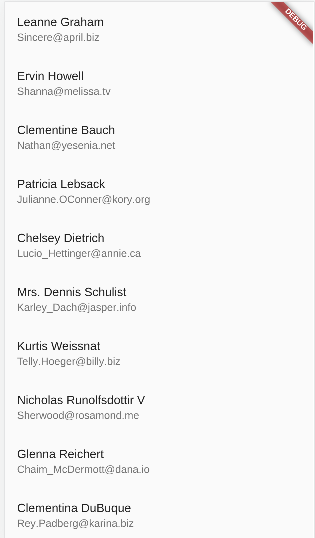 DEBUG
Leanne Graham
Sincere@april.biz
Ervin Howell
Shanna@melissa.tv
Clementine Bauch
Nathan@yesenia.net
Patricia Lebsack
Julianne.OConner@kory.org
Chelsey Dietrich
Lucio_Hettinger@annie.ca
Mrs. Dennis Schulist
Karley_Dach@jasper.info
Kurtis Weissnat
Telly.Hoeger@billy.biz
Nicholas Runolfsdottir V
Sherwood@rosamond.me
Glenna Reichert
Chaim_McDermott@dana.io
Clementina DuBuque
Rey.Padberg@karina.biz